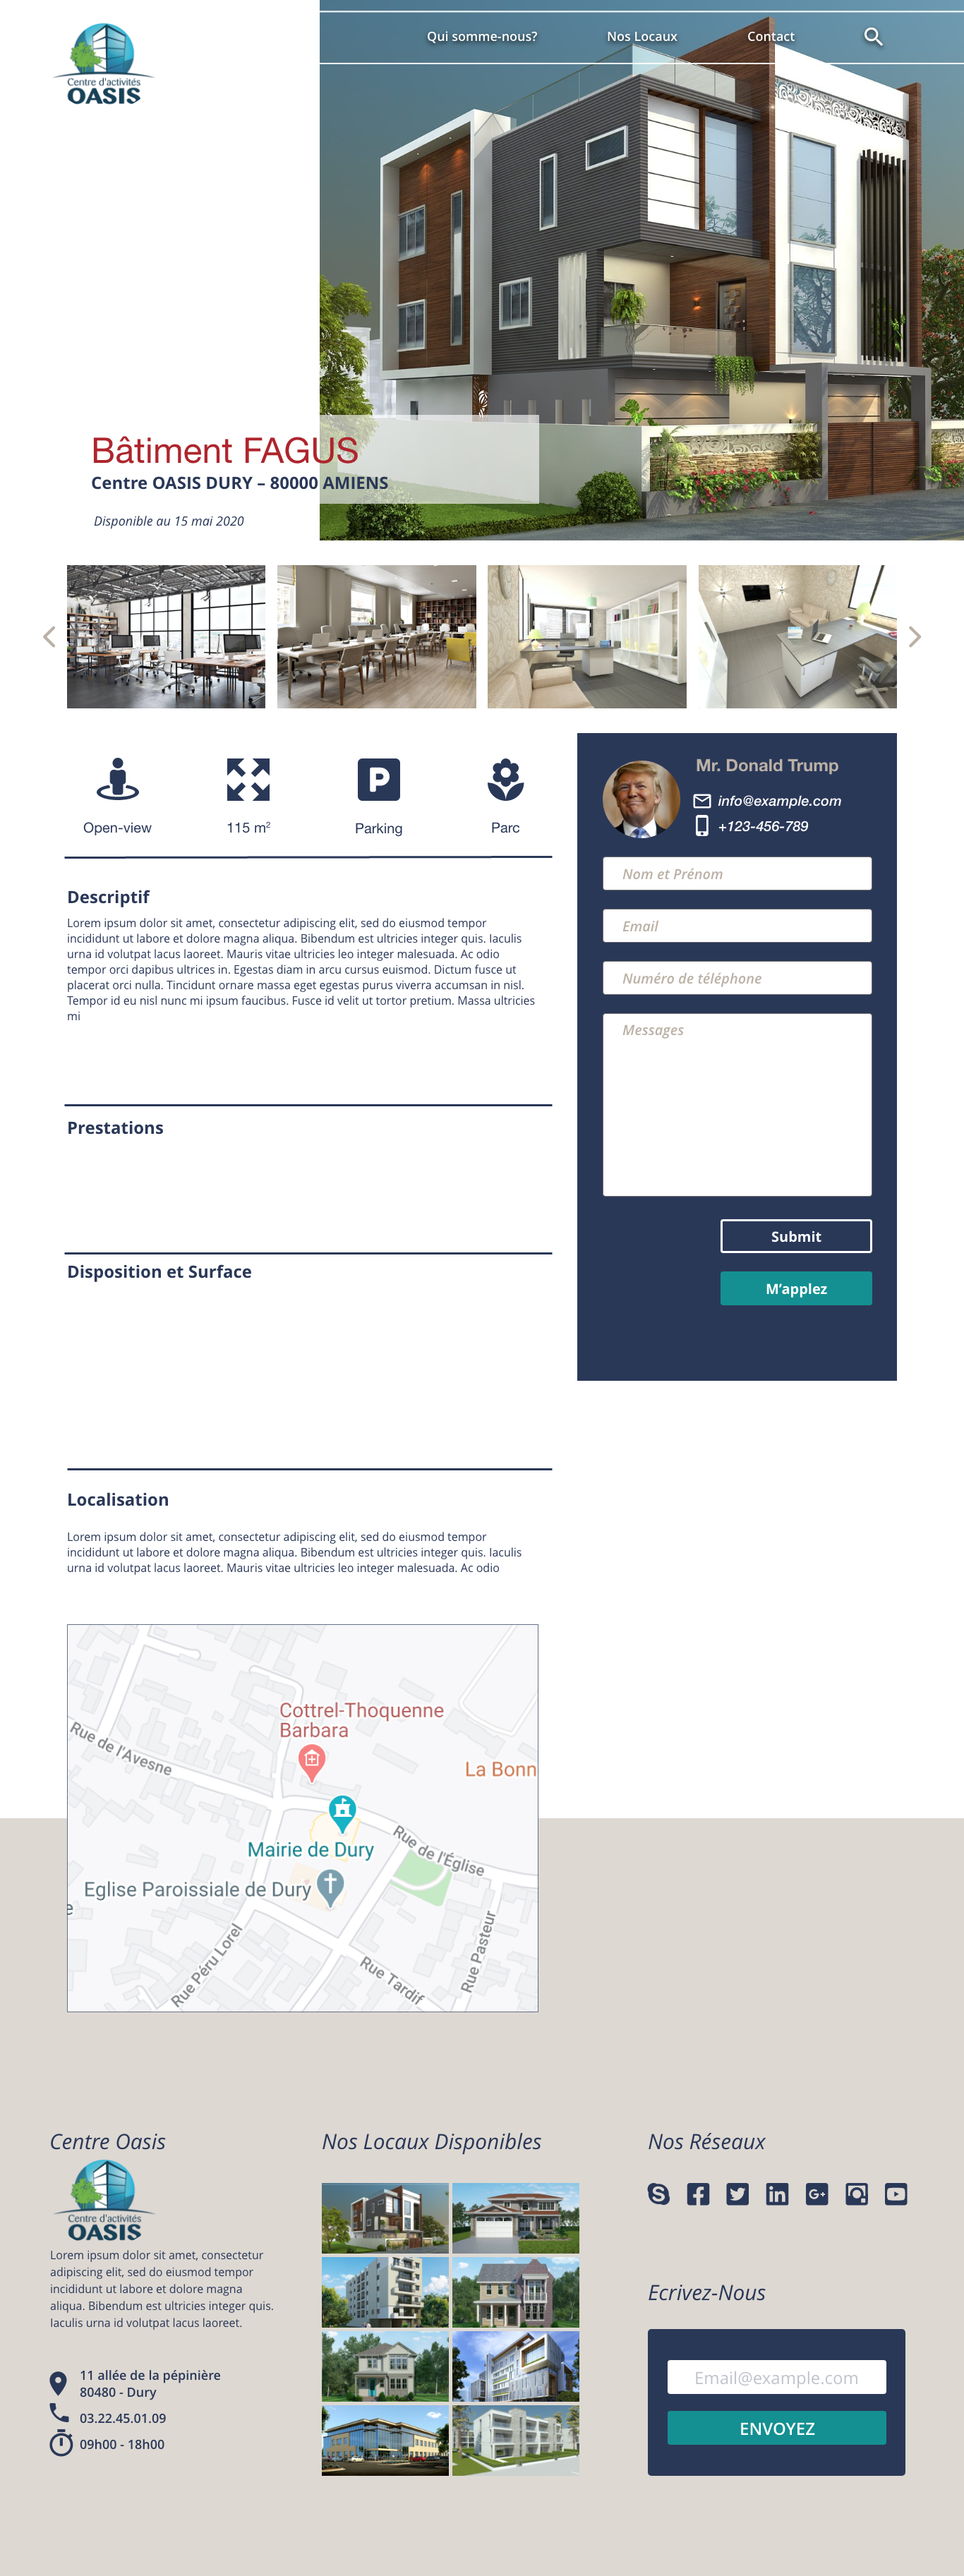 Centre d'activités
OASIS
Qui somme-nous?
Nos Locaux
Contact
Bâtiment FAGUS
Centre OASIS DURY – 80000 AMIENS
Disponible au 15 mai 2020
Open-view
115 m²
Parking
Parc
Descriptif
Lorem ipsum dolor sit amet, consectetur adipiscing elit, sed do eiusmod tempor
incididunt ut labore et dolore magna aliqua. Bibendum est ultricies integer quis. Iaculis
urna id volutpat lacus laoreet. Mauris vitae ultricies leo integer malesuada. Ac odio
tempor orci dapibus ultrices in. Egestas diam in arcu cursus euismod. Dictum fusce ut
placerat orci nulla. Tincidunt ornare massa eget egestas purus viverra accumsan in nisl.
Tempor id eu nisl nunc mi ipsum faucibus. Fusce id velit ut tortor pretium. Massa ultricies
mi
Prestations
Disposition et Surface
Localisation
Lorem ipsum dolor sit amet, consectetur adipiscing elit, sed do eiusmod tempor
incididunt ut labore et dolore magna aliqua. Bibendum est ultricies integer quis. Iaculis
urna id volutpat lacus laoreet. Mauris vitae ultricies leo integer malesuada. Ac odio
Mr. Donald Trump
info@example.com
+123-456-789
Nom et Prénom
Email
Numéro de téléphone
Messages
Submit
M'applez
Cottrel-Thoquenne
Barbara
Rue de l'Avesne
La Bonn
Mairie de Dury
Rue de l'Église
Eglise Paroissiale de Dury
e
Rue Péru Lorel
Rue Tardif
Rue Pasteur
Centre Oasis
Centre d'activités
OASIS
Lorem ipsum dolor sit amet, consectetur
adipiscing elit, sed do eiusmod tempor
incididunt ut labore et dolore magna
aliqua. Bibendum est ultricies integer quis.
Iaculis urna id volutpat lacus laoreet.
11 allée de la pépinière
80480 - Dury
03.22.45.01.09
09h00 - 18h00
Nos Locaux Disponibles
Nos Réseaux
Ecrivez-Nous
Email@example.com
ENVOYEZ